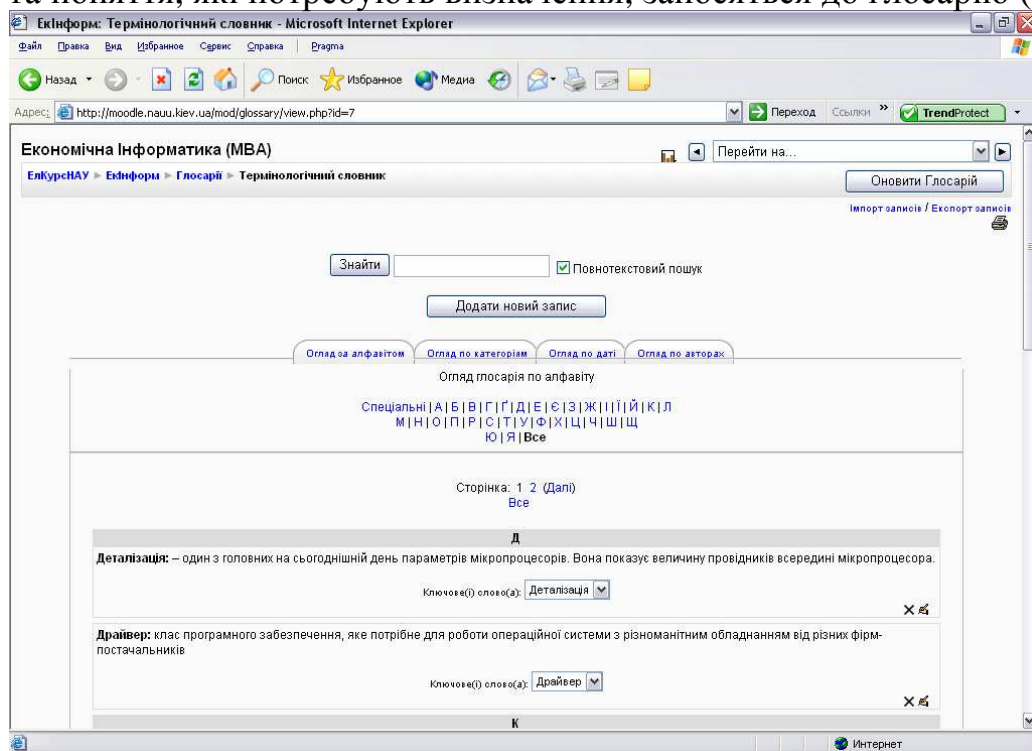 та поняття, які потребують визначення, заносяться до глосарію (
ЕкІнформ: Термінологічний словник - Microsoft Internet Explorer
Файл Правка Вид Избранное Сервис Справка Pragma
Назад Поиск Избранное Медиа
Адрес: http://moodle.nauu.kiev.ua/mod/glossary/view.php?id=7 Переход Ссылки » TrendProtect
Економічна Інформатика (MBA) Перейти на...
ЕлКурсНАУ ► ЕкІнформ ► Глосарії ► Термінологічний словник Оновити Глосарій
Імпорт записів / Експорт записів
Знайти Повнотекстовий пошук
Додати новий запис
Огляд за алфавітом Огляд по категоріям Огляд по даті Огляд по авторах
Огляд глосарія по алфавіту
Спеціальні | А | Б | В | Г | Ґ | Д | Е | Є | З | Ж | І | Ї | Й | К | Л
М | Н | О | П | Р | С | Т | У | Ф | Х | Ц | Ч | Ш | Щ
Ю | Я | Все
Сторінка: 1 2 (Далі)
Все
Д
Деталізація: – один з головних на сьогоднішній день параметрів мікропроцесорів. Вона показує величину провідників всередині мікропроцесора.
Ключове(і) слово(а): Деталізація
Драйвер: клас програмного забезпечення, яке потрібне для роботи операційної системи з різноманітним обладнанням від різних фірм-
постачальників
Ключове(і) слово(а): Драйвер
К
Интернет